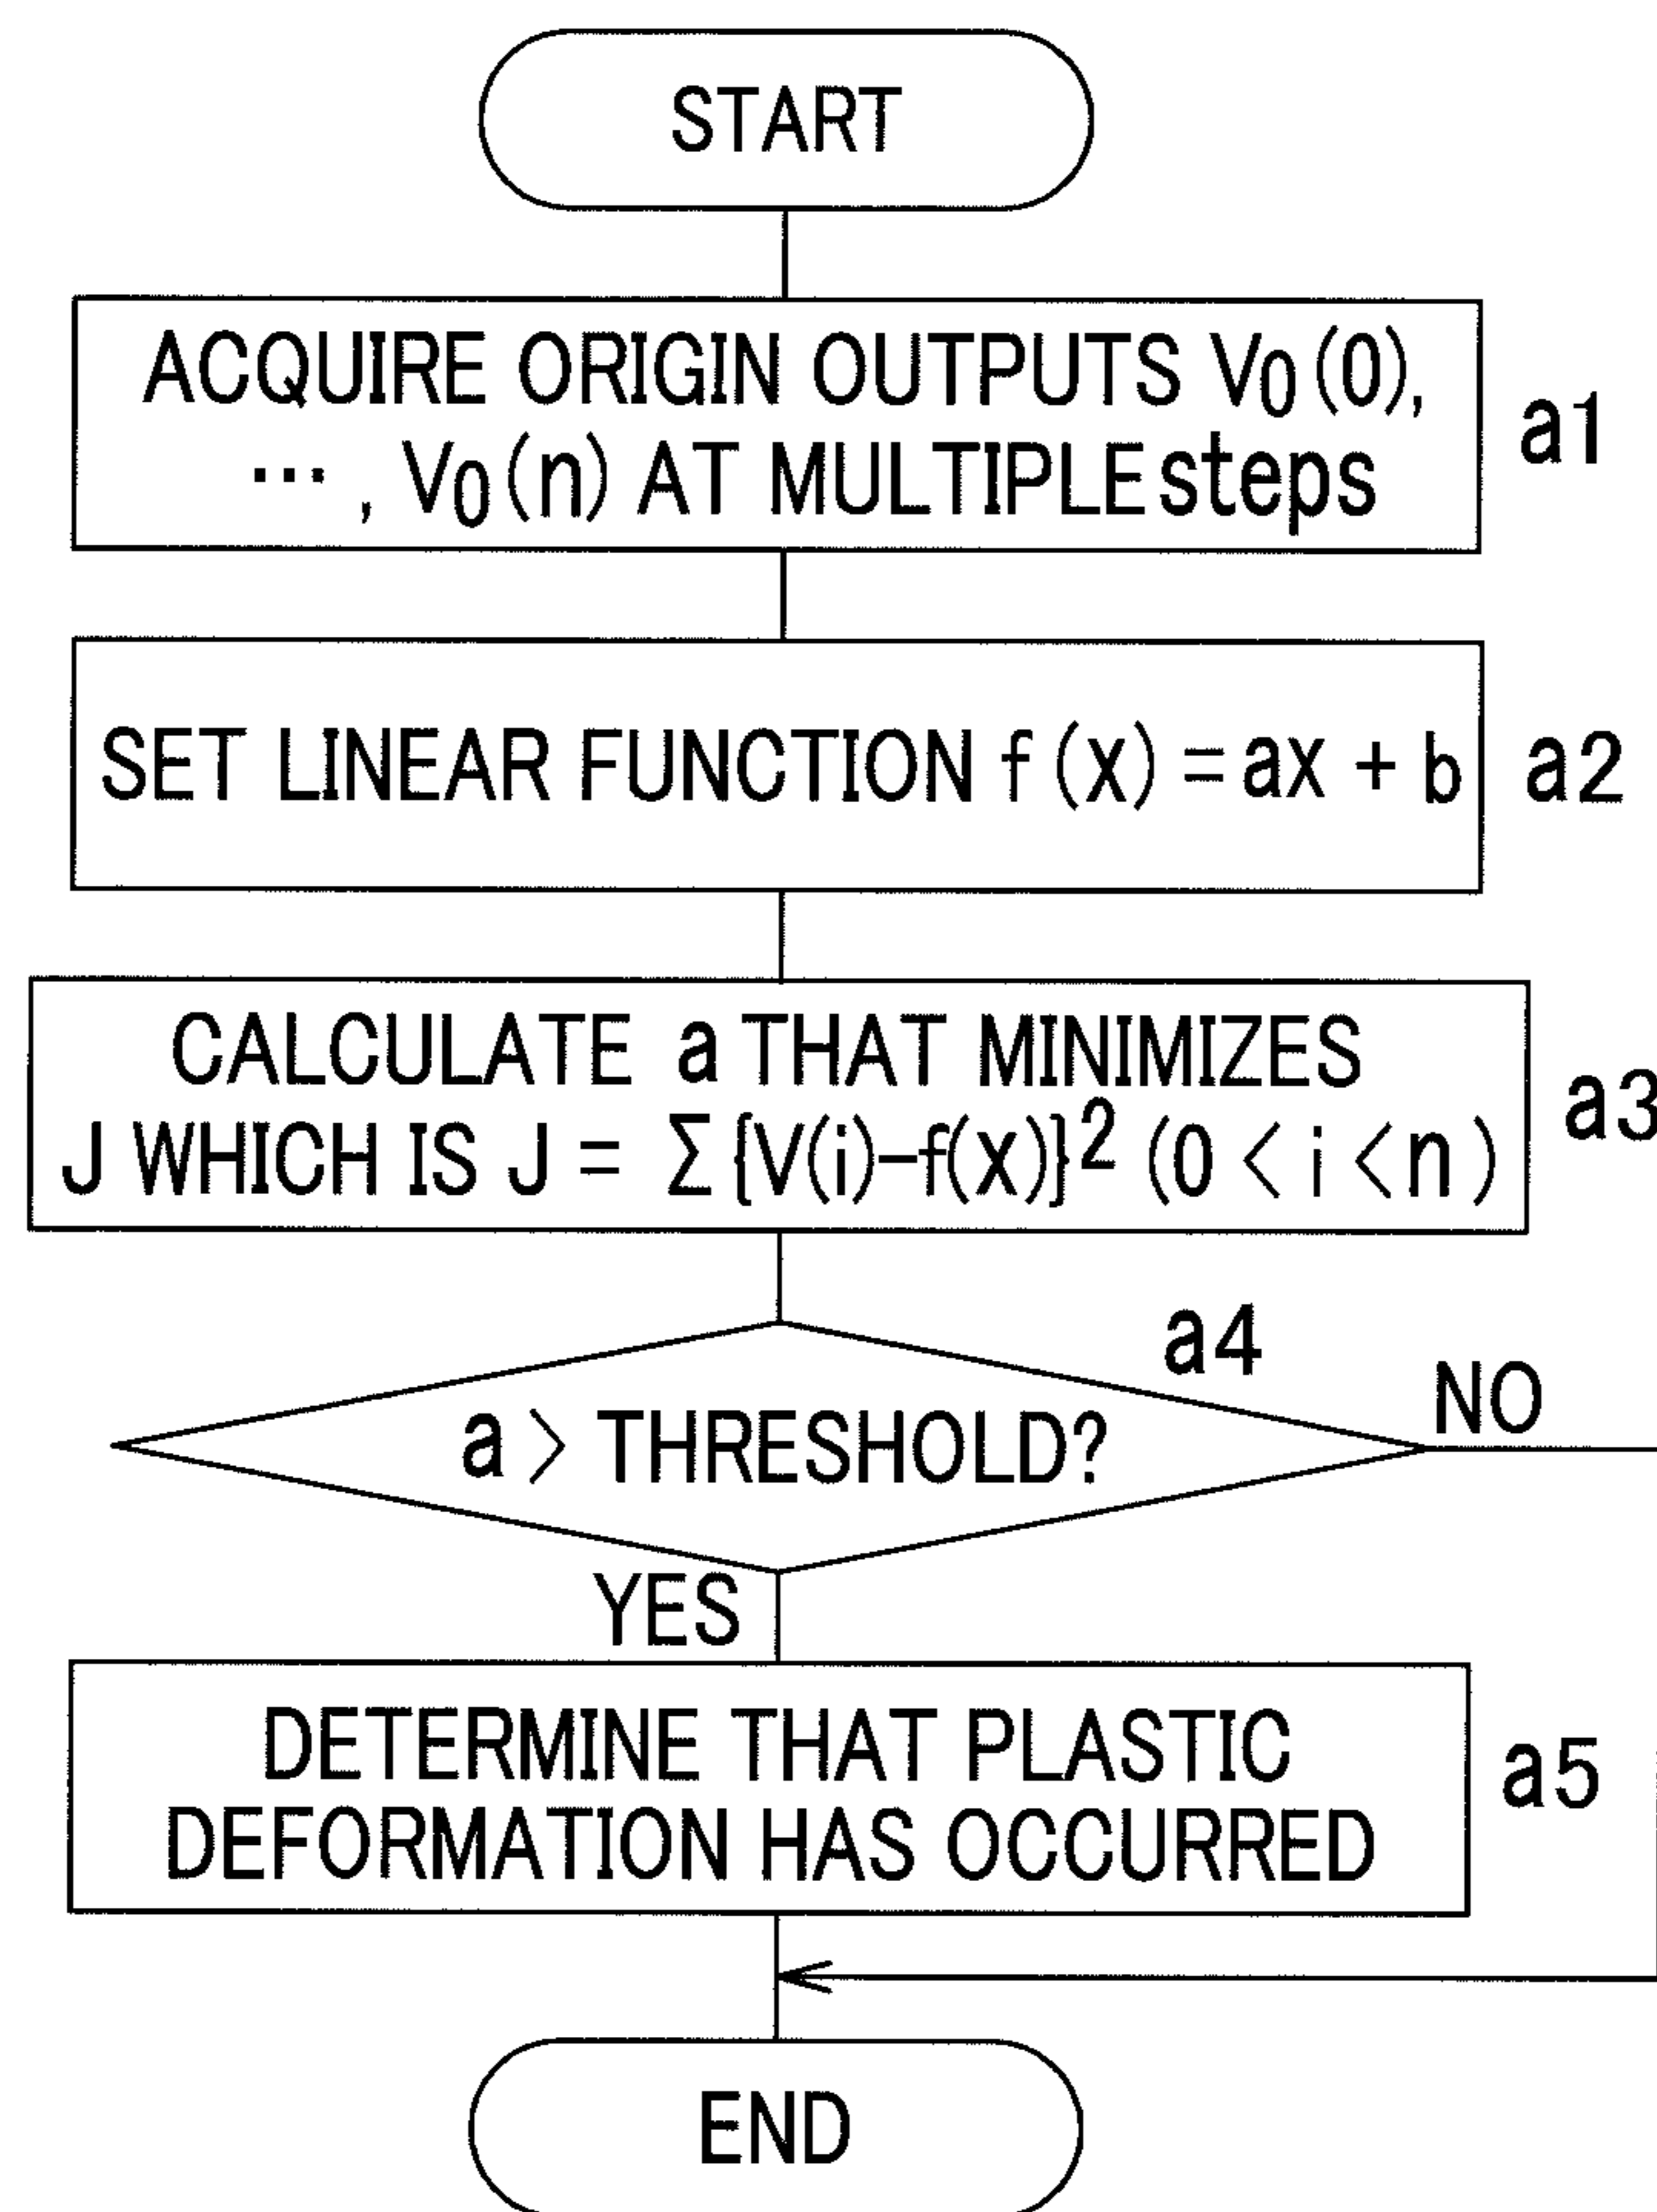 START
ACQUIRE ORIGIN OUTPUTS V0(0),
… , V0(n) AT MULTIPLE steps
a1
SET LINEAR FUNCTION f(x) = ax + b
a2
CALCULATE a THAT MINIMIZES
J WHICH IS J = Σ{V(i)-f(x)}² (0 < i < n)
a3
a4
a > THRESHOLD?
NO
YES
DETERMINE THAT PLASTIC
DEFORMATION HAS OCCURRED
a5
END